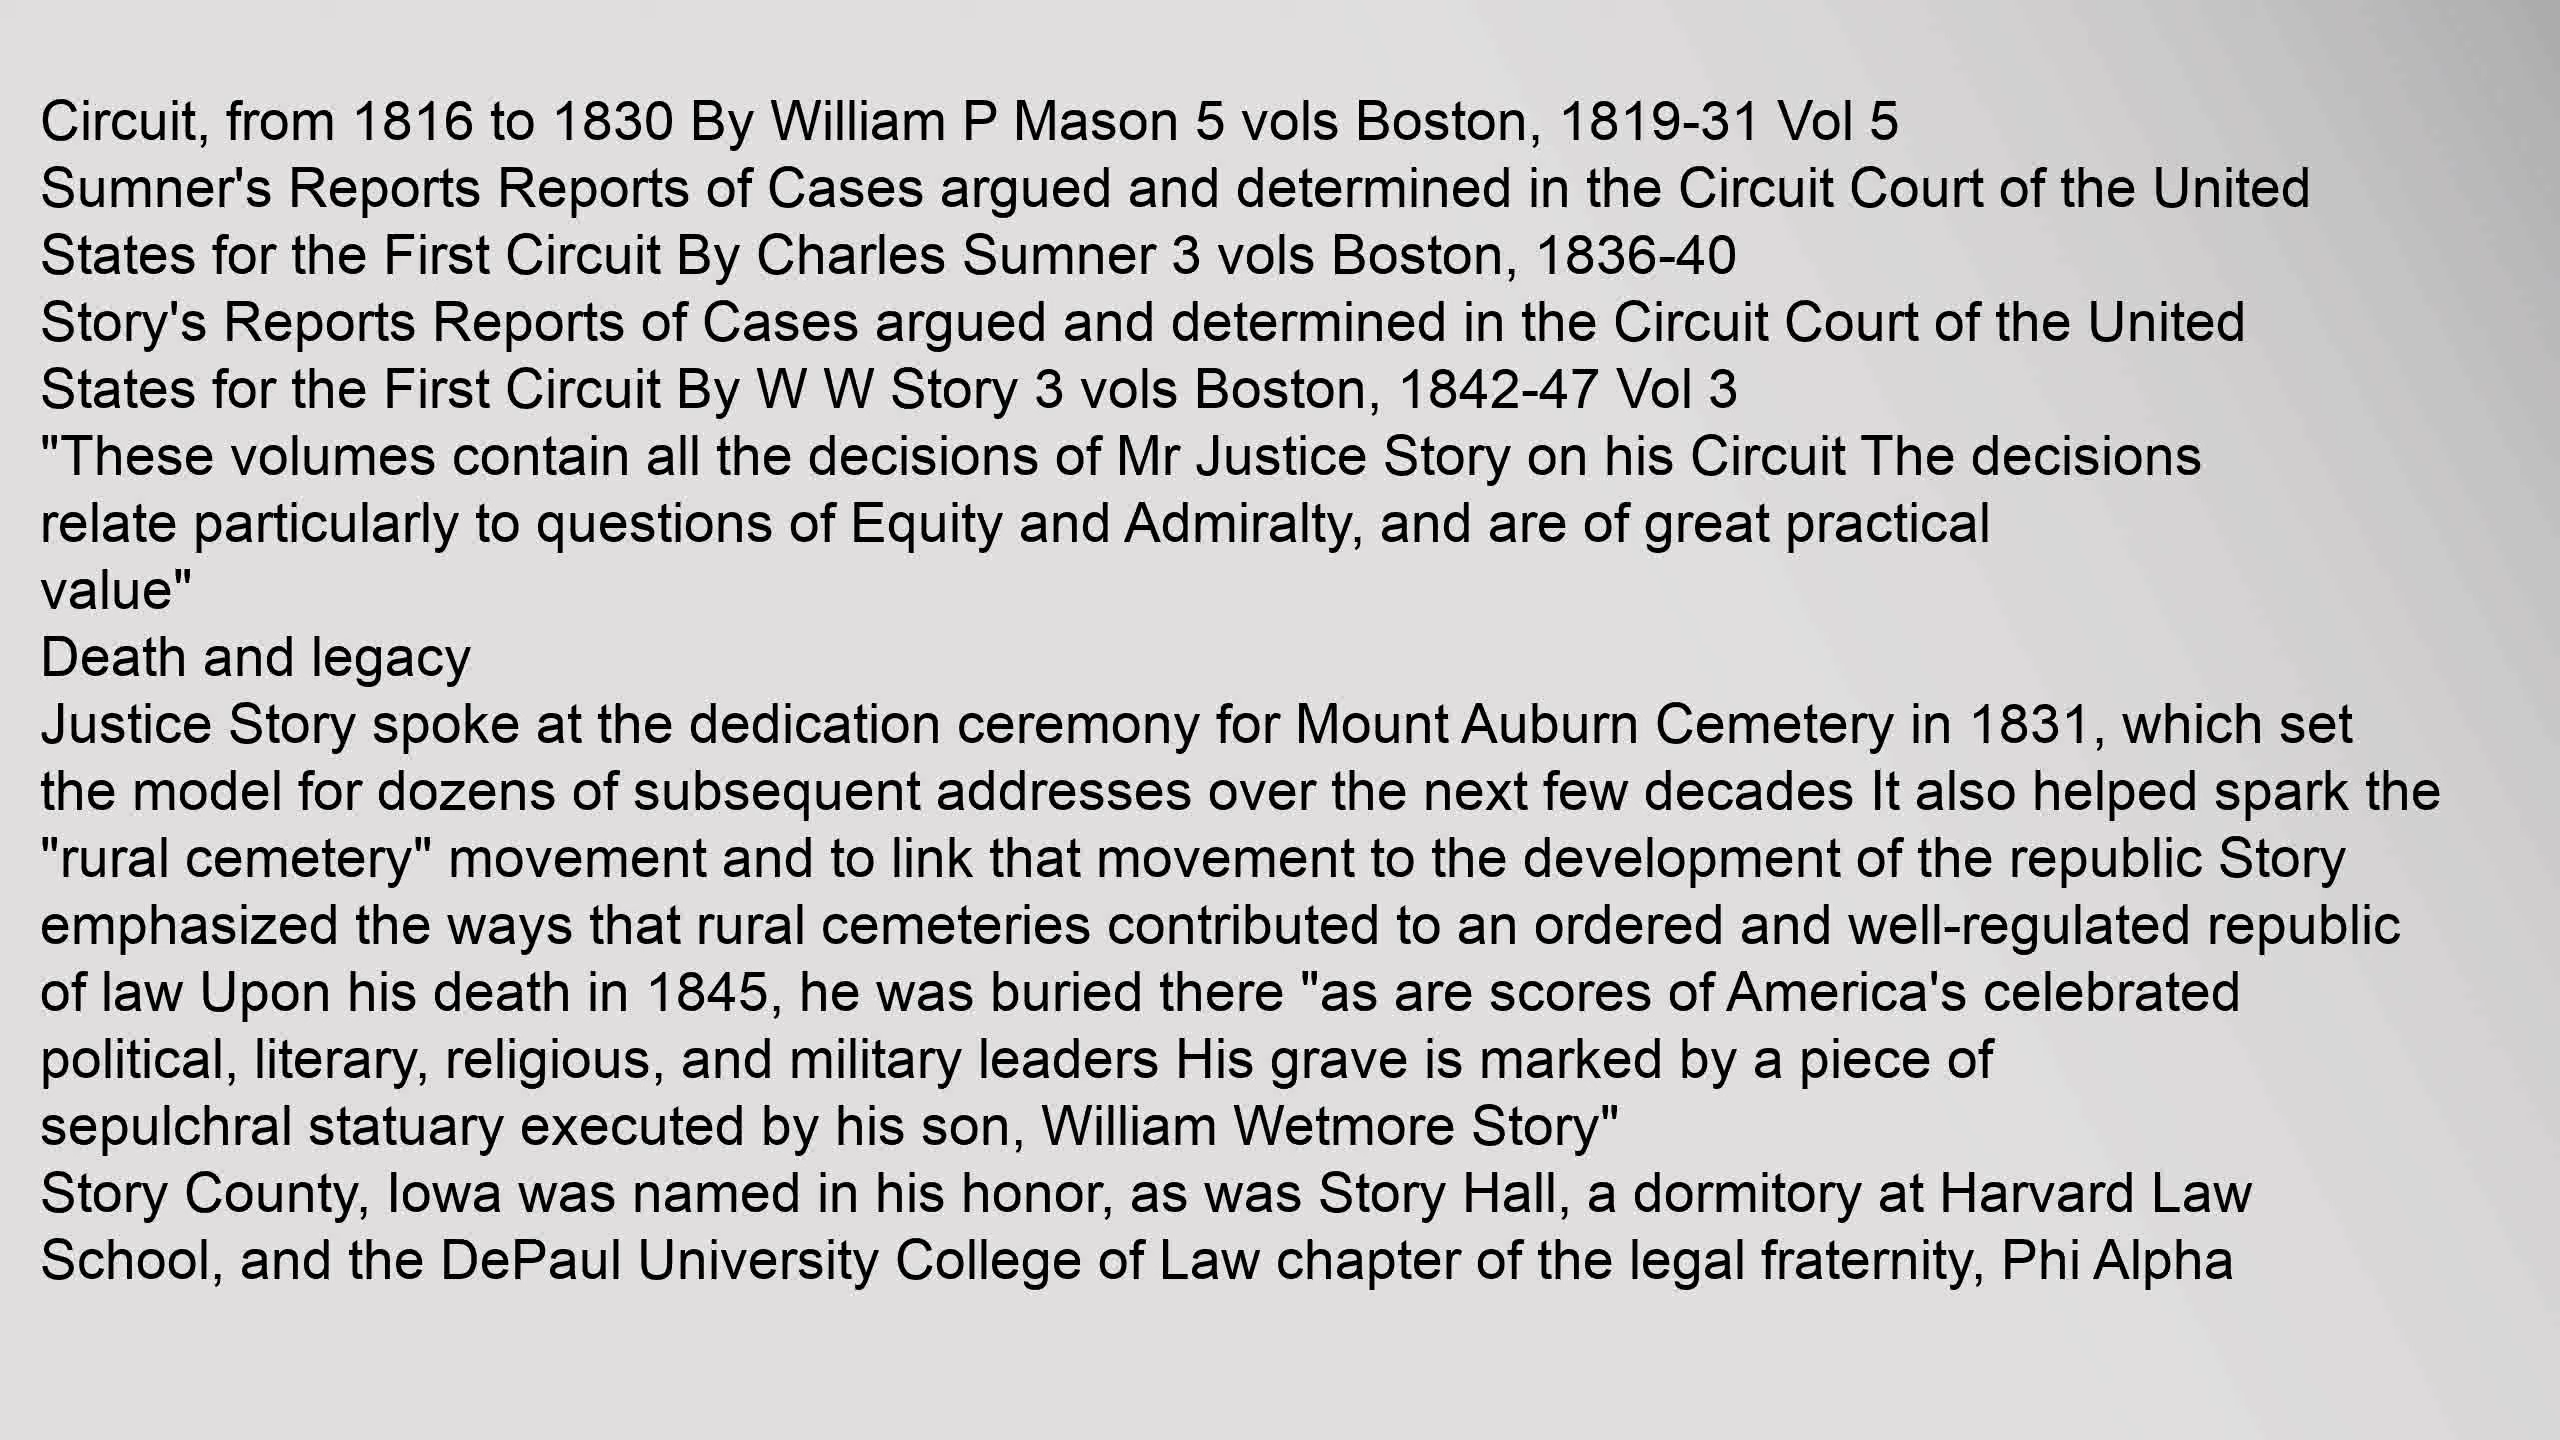 Circuit, from 1816 to 1830 By William P Mason 5 vols Boston, 1819-31 Vol 5
Sumner's Reports Reports of Cases argued and determined in the Circuit Court of the United
States for the First Circuit By Charles Sumner 3 vols Boston, 1836-40
Story's Reports Reports of Cases argued and determined in the Circuit Court of the United
States for the First Circuit By W W Story 3 vols Boston, 1842-47 Vol 3
"These volumes contain all the decisions of Mr Justice Story on his Circuit The decisions
relate particularly to questions of Equity and Admiralty, and are of great practical
value"
Death and legacy
Justice Story spoke at the dedication ceremony for Mount Auburn Cemetery in 1831, which set
the model for dozens of subsequent addresses over the next few decades It also helped spark the
"rural cemetery" movement and to link that movement to the development of the republic Story
emphasized the ways that rural cemeteries contributed to an ordered and well-regulated republic
of law Upon his death in 1845, he was buried there "as are scores of America's celebrated
political, literary, religious, and military leaders His grave is marked by a piece of
sepulchral statuary executed by his son, William Wetmore Story"
Story County, Iowa was named in his honor, as was Story Hall, a dormitory at Harvard Law
School, and the DePaul University College of Law chapter of the legal fraternity, Phi Alpha